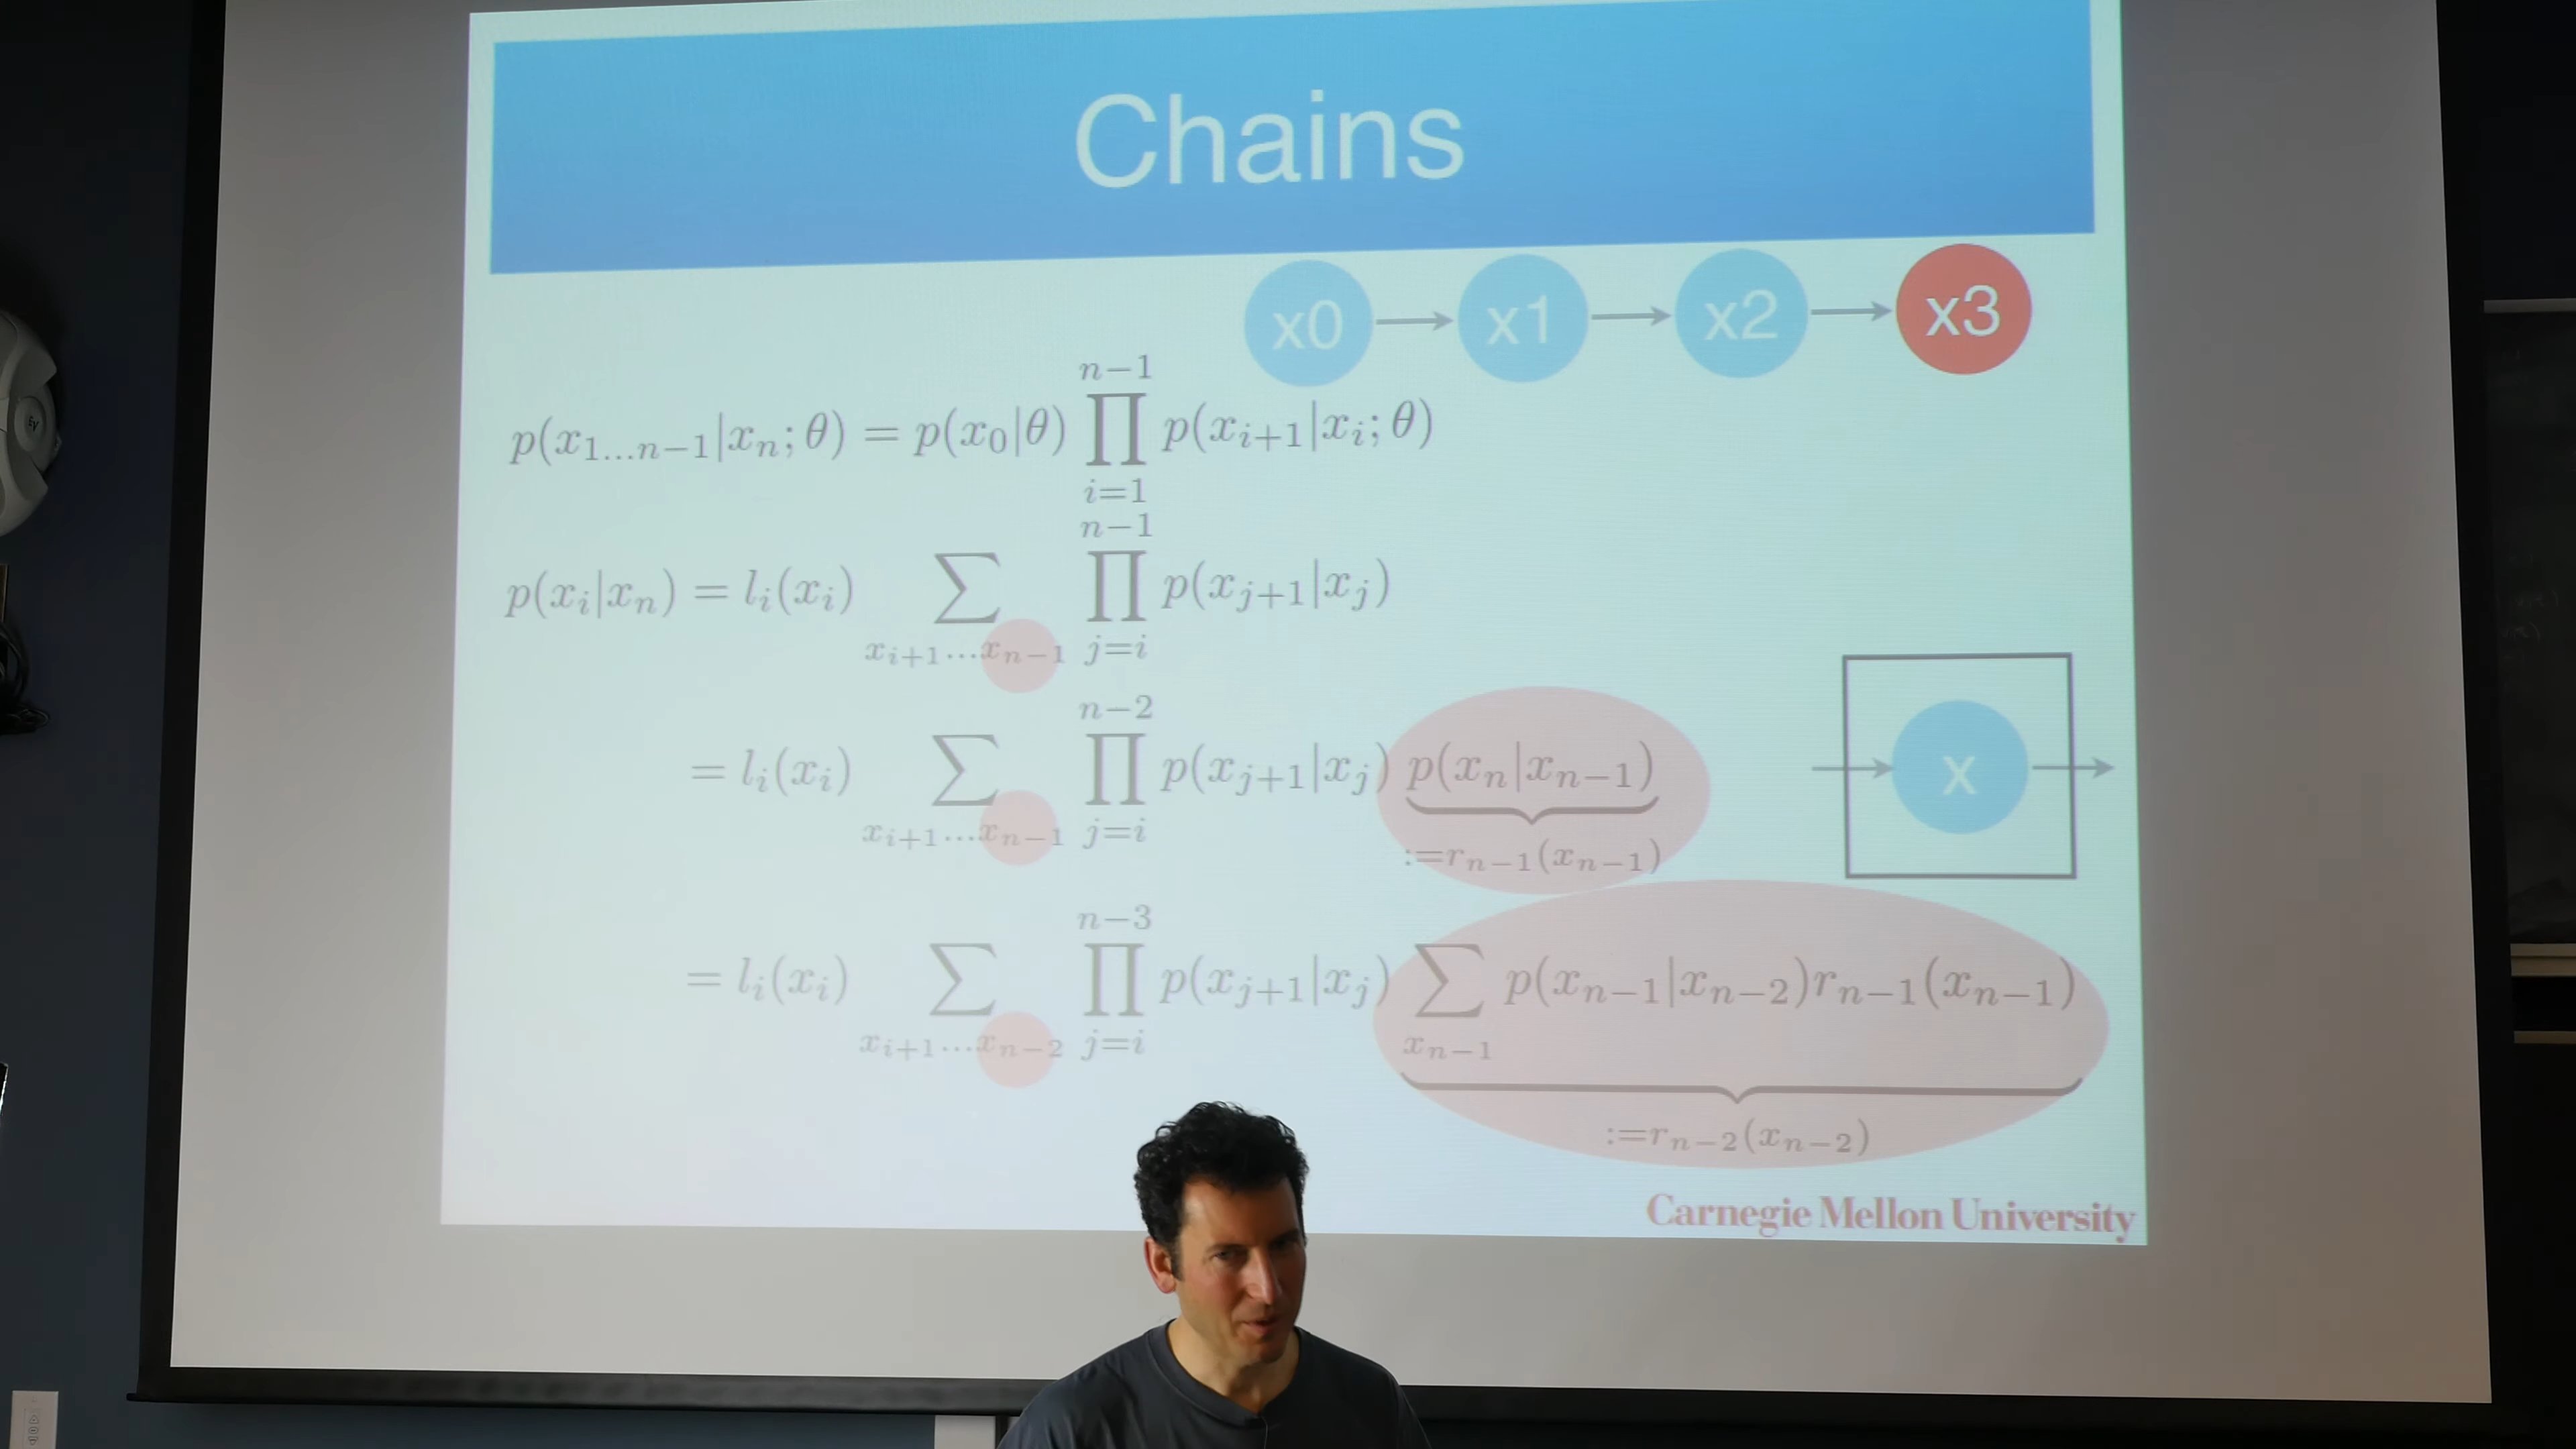 Chains
x0 x1 x2 x3
p(x_{1...n-1}|x_n; θ) = p(x_0|θ) ∏_{i=1}^{n-1} p(x_{i+1}|x_i; θ)
p(x_i|x_n) = l_i(x_i) ∑_{x_{i+1}...x_{n-1}} ∏_{j=i}^{n-1} p(x_{j+1}|x_j)
= l_i(x_i) ∑_{x_{i+1}...x_{n-1}} ∏_{j=i}^{n-2} p(x_{j+1}|x_j) p(x_n|x_{n-1})
:=r_{n-1}(x_{n-1})
x
= l_i(x_i) ∑_{x_{i+1}...x_{n-2}} ∏_{j=i}^{n-3} p(x_{j+1}|x_j) ∑_{x_{n-1}} p(x_{n-1}|x_{n-2})r_{n-1}(x_{n-1})
:=r_{n-2}(x_{n-2})
Carnegie Mellon University